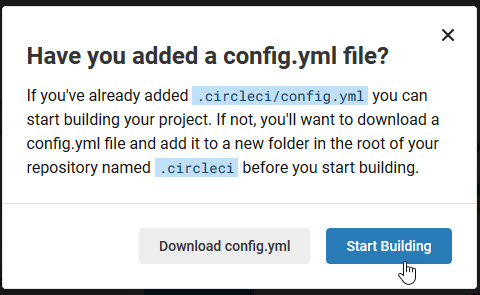 Have you added a config.yml file?
If you've already added .circleci/config.yml you can
start building your project. If not, you'll want to download a
config.yml file and add it to a new folder in the root of your
repository named .circleci before you start building.
Download config.yml
Start Building